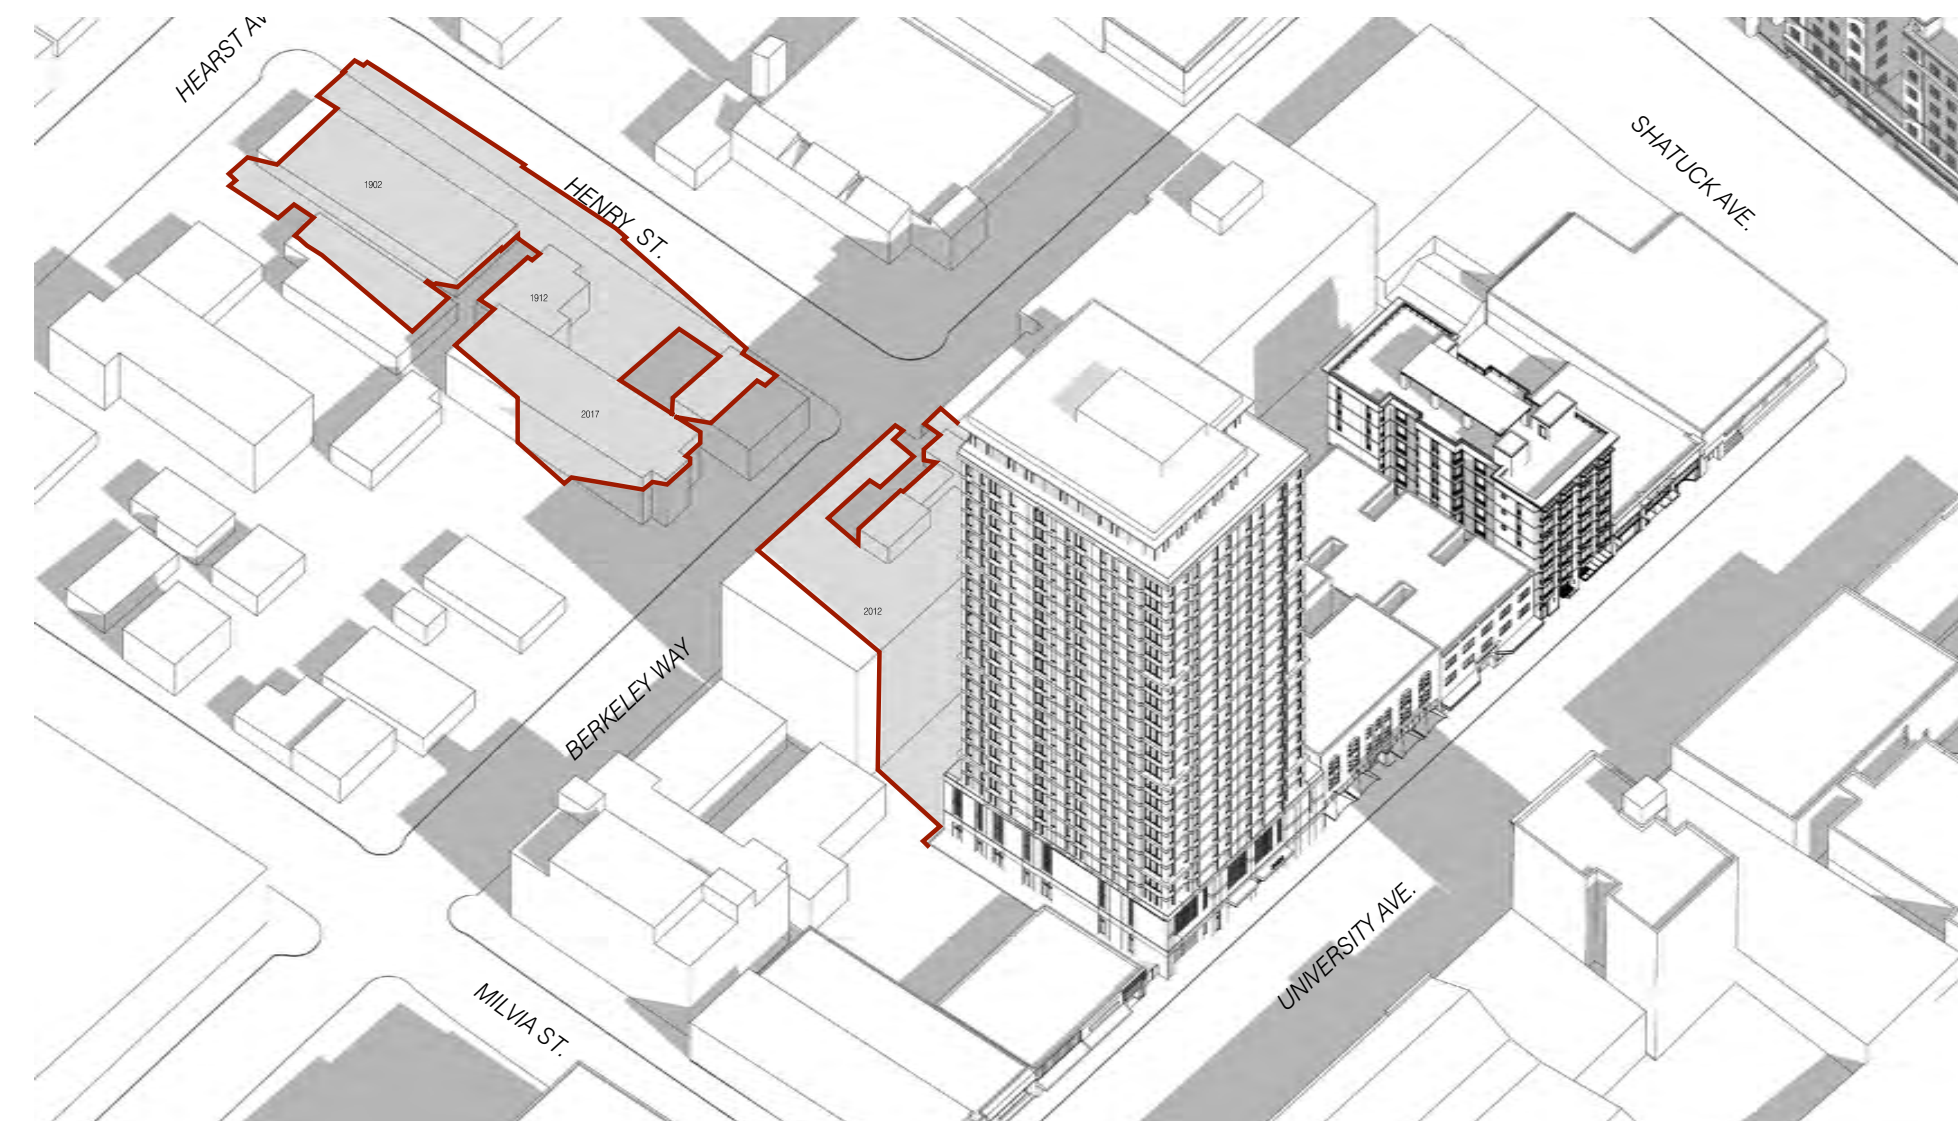 HEARST AV
SHATUCK AVE.
HENRY ST.
1902
1912
2017
2012
BERKELEY WAY
UNIVERSITY AVE.
MILVIA ST.